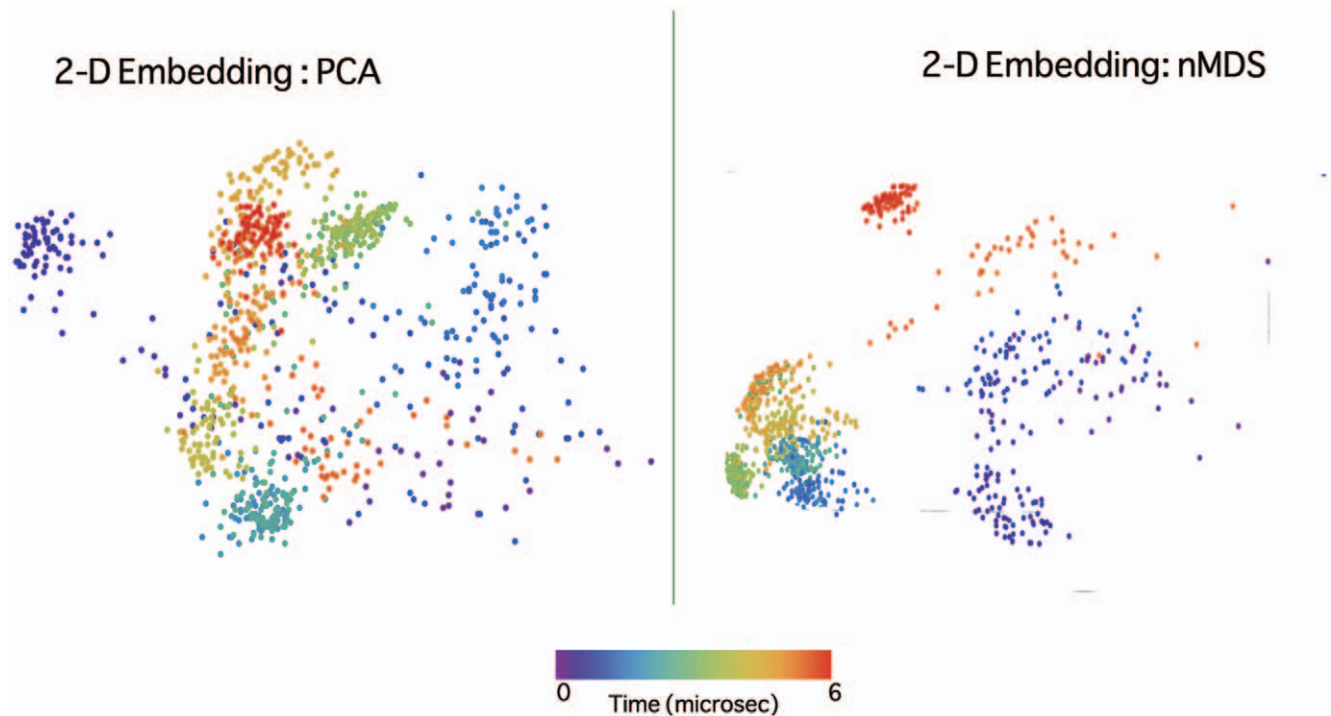 2-D Embedding : PCA
2-D Embedding: nMDS
0
6
Time (microsec)